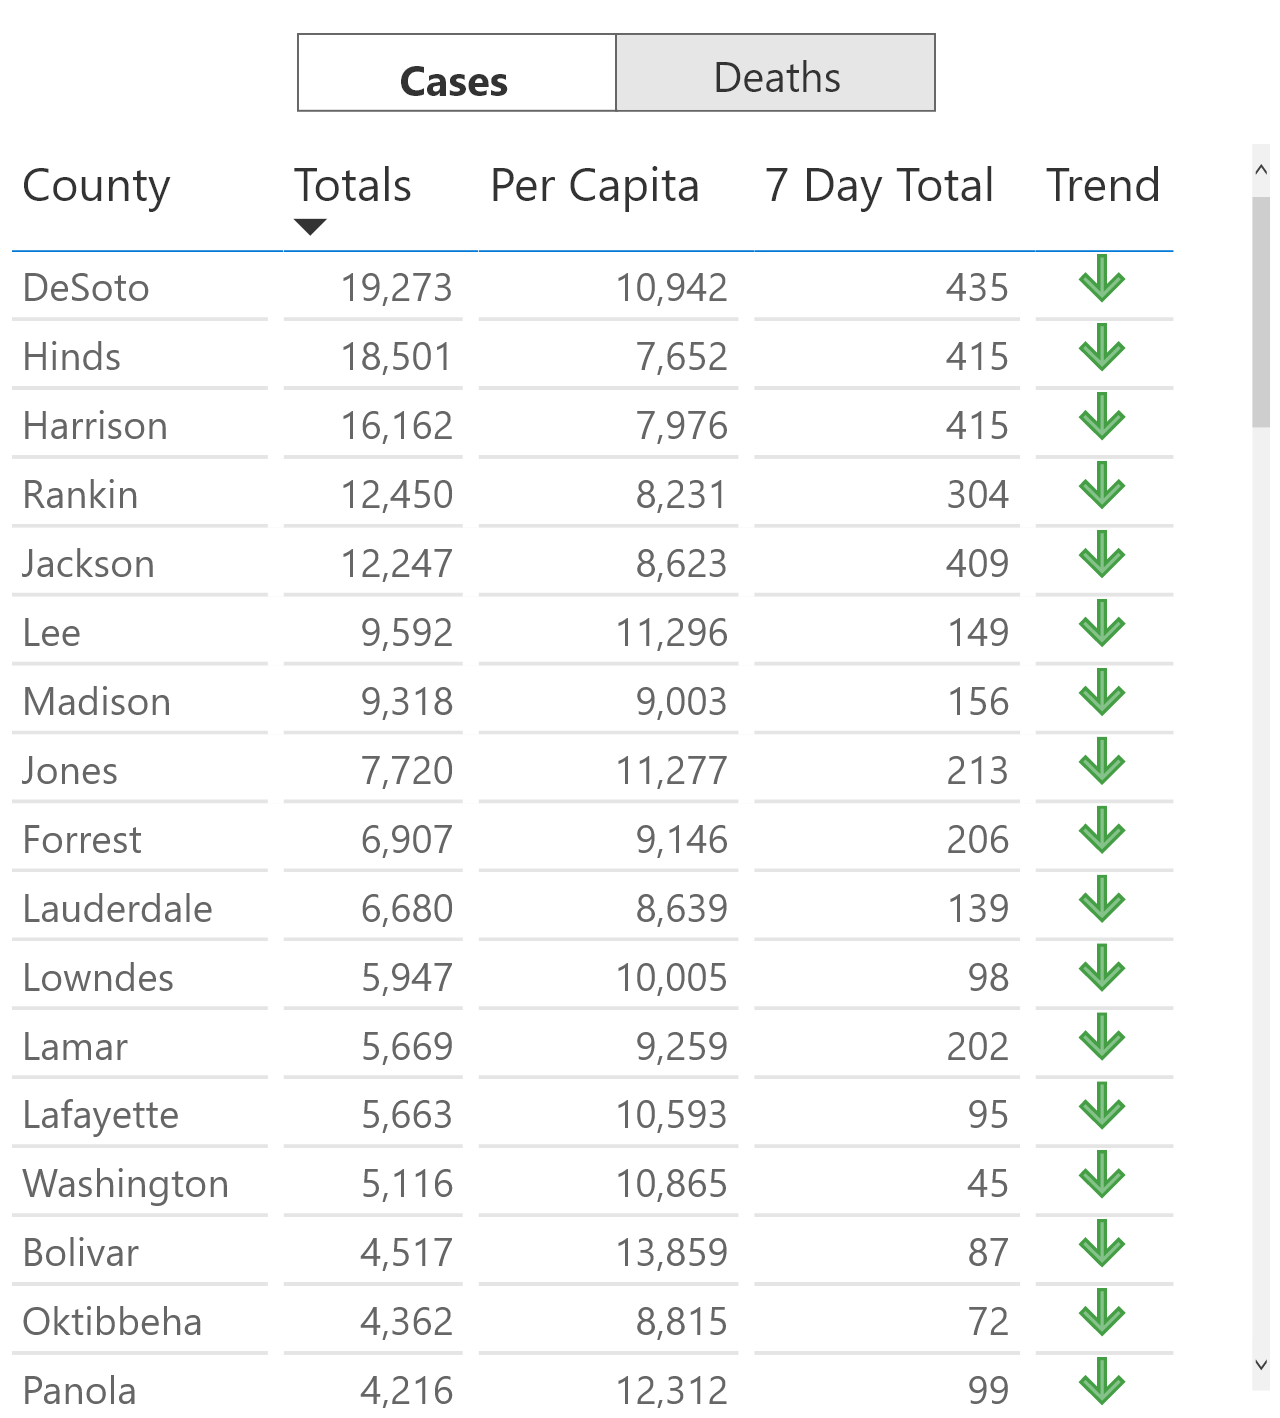 Cases Deaths
County Totals Per Capita 7 Day Total Trend
DeSoto 19,273 10,942 435
Hinds 18,501 7,652 415
Harrison 16,162 7,976 415
Rankin 12,450 8,231 304
Jackson 12,247 8,623 409
Lee 9,592 11,296 149
Madison 9,318 9,003 156
Jones 7,720 11,277 213
Forrest 6,907 9,146 206
Lauderdale 6,680 8,639 139
Lowndes 5,947 10,005 98
Lamar 5,669 9,259 202
Lafayette 5,663 10,593 95
Washington 5,116 10,865 45
Bolivar 4,517 13,859 87
Oktibbeha 4,362 8,815 72
Panola 4,216 12,312 99